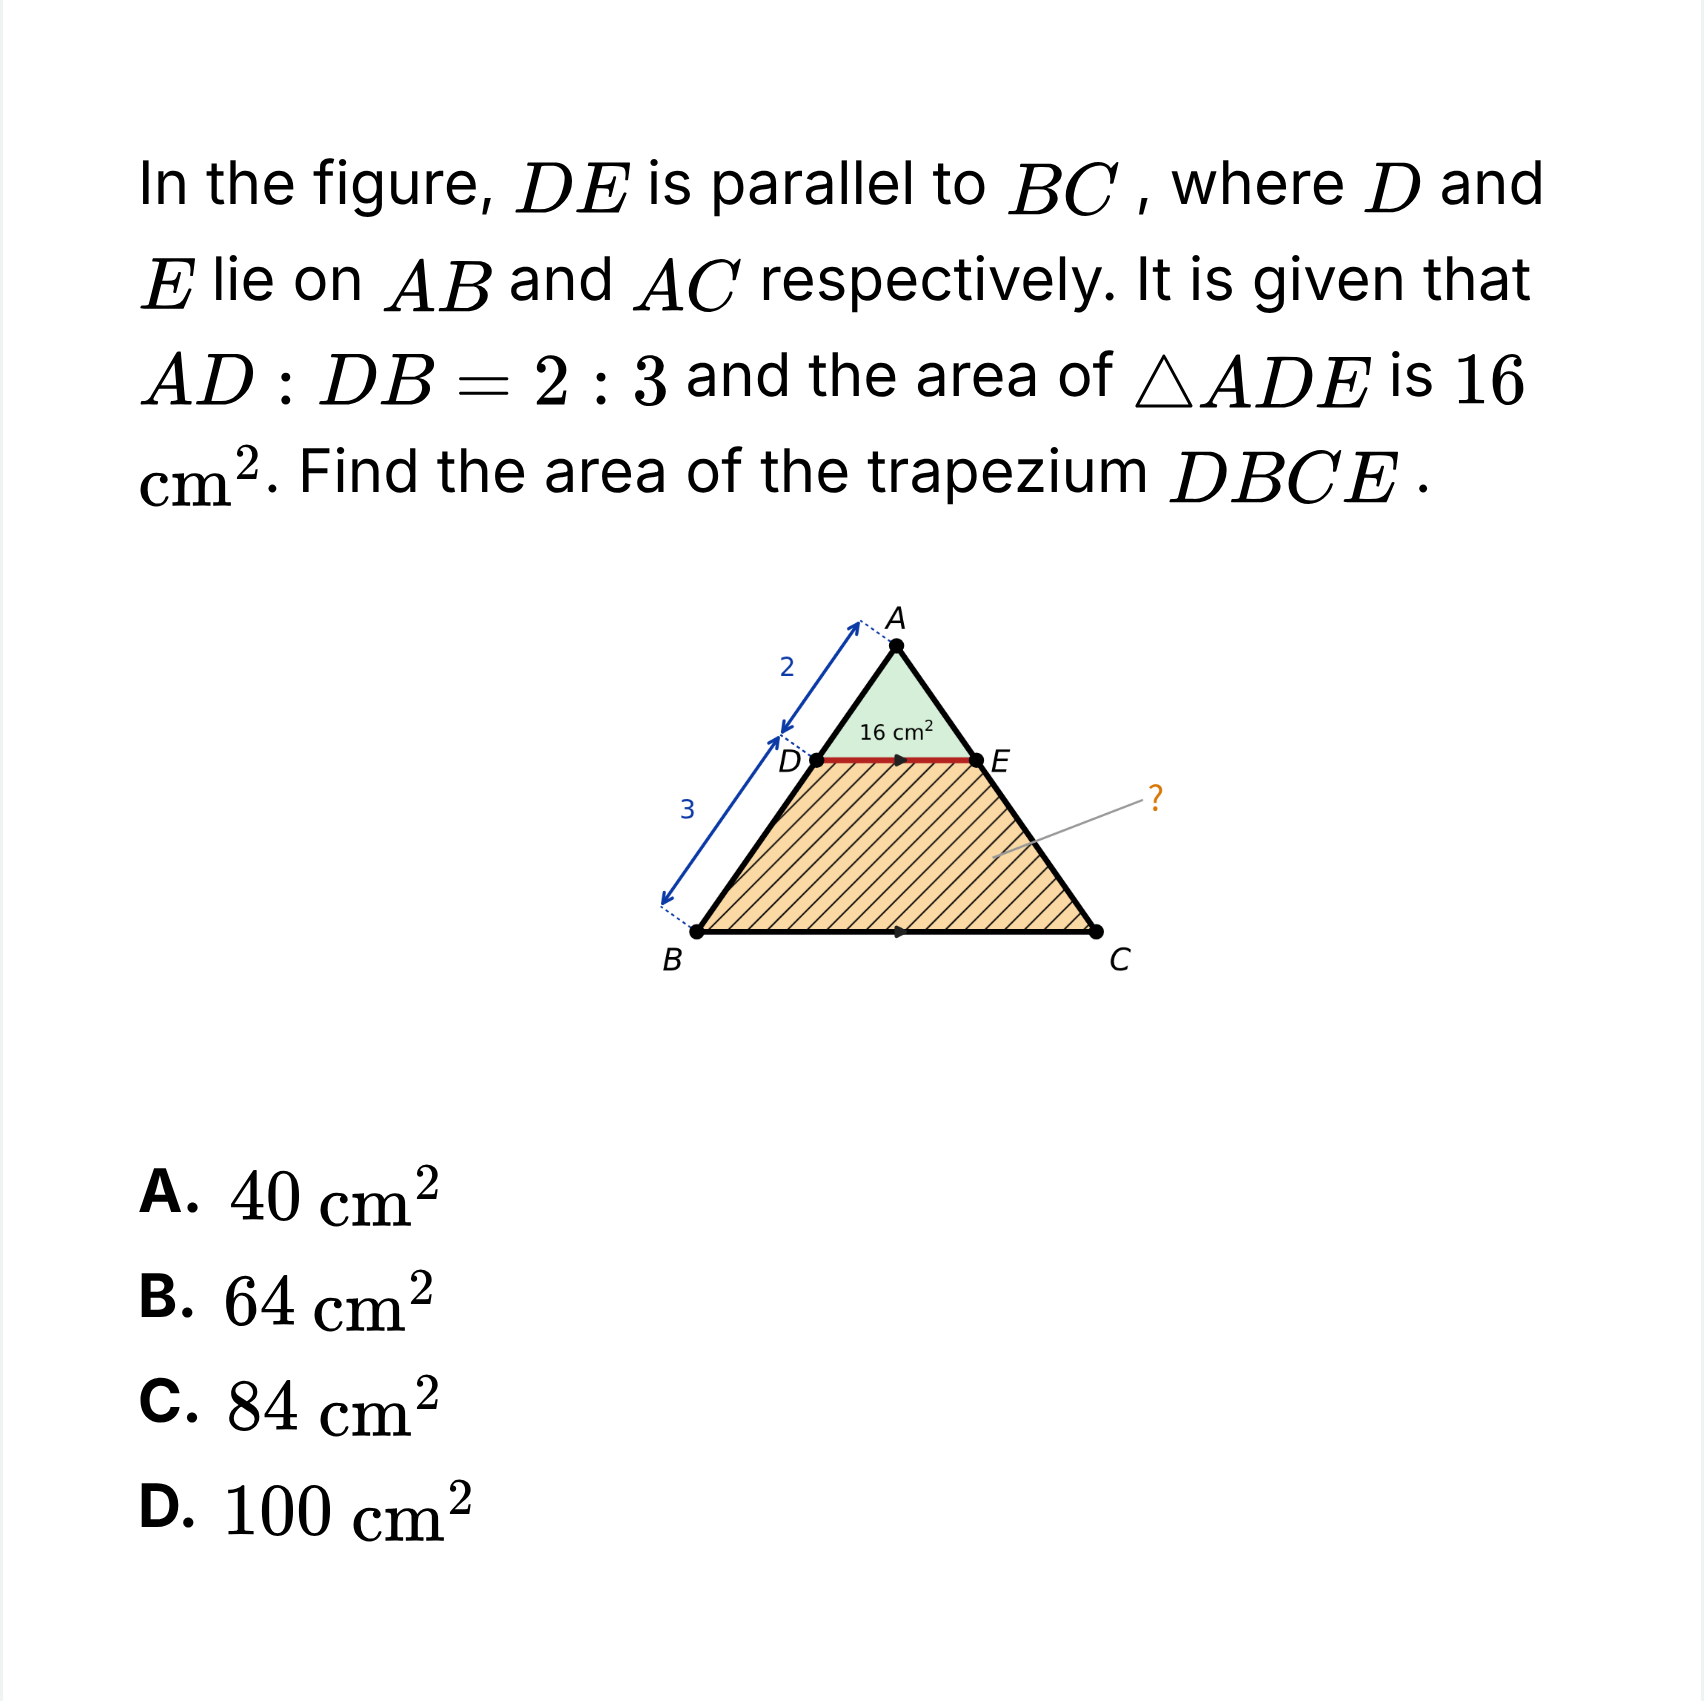 In the figure, DE is parallel to BC , where D and
E lie on AB and AC respectively. It is given that
AD : DB = 2 : 3 and the area of △ADE is 16
cm². Find the area of the trapezium DBCE .
A
2
16 cm²
D
E
?
3
B
C
A. 40 cm²
B. 64 cm²
C. 84 cm²
D. 100 cm²